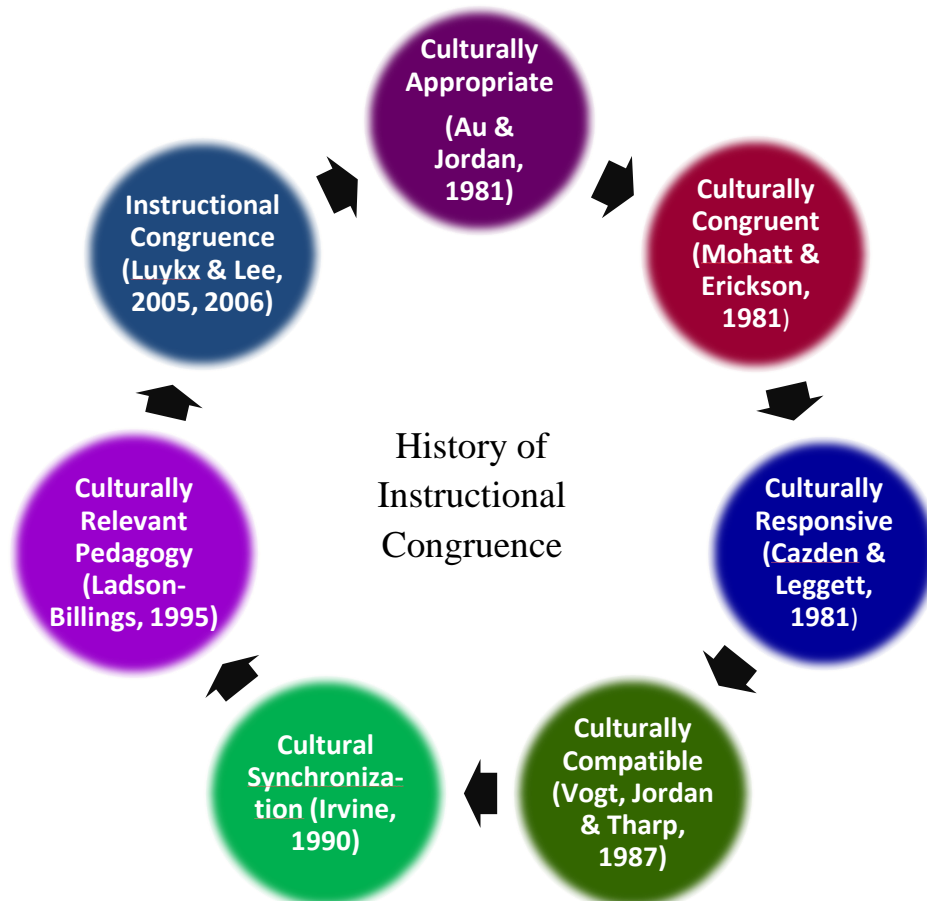 Culturally
Appropriate
(Au &
Jordan,
1981)
Culturally
Congruent
(Mohatt &
Erickson,
1981)
Culturally
Responsive
(Cazden &
Leggett,
1981)
Culturally
Compatible
(Vogt, Jordan
& Tharp,
1987)
Cultural
Synchroniza-
tion (Irvine,
1990)
Culturally
Relevant
Pedagogy
(Ladson-
Billings, 1995)
Instructional
Congruence
(Luykx & Lee,
2005, 2006)
History of
Instructional
Congruence